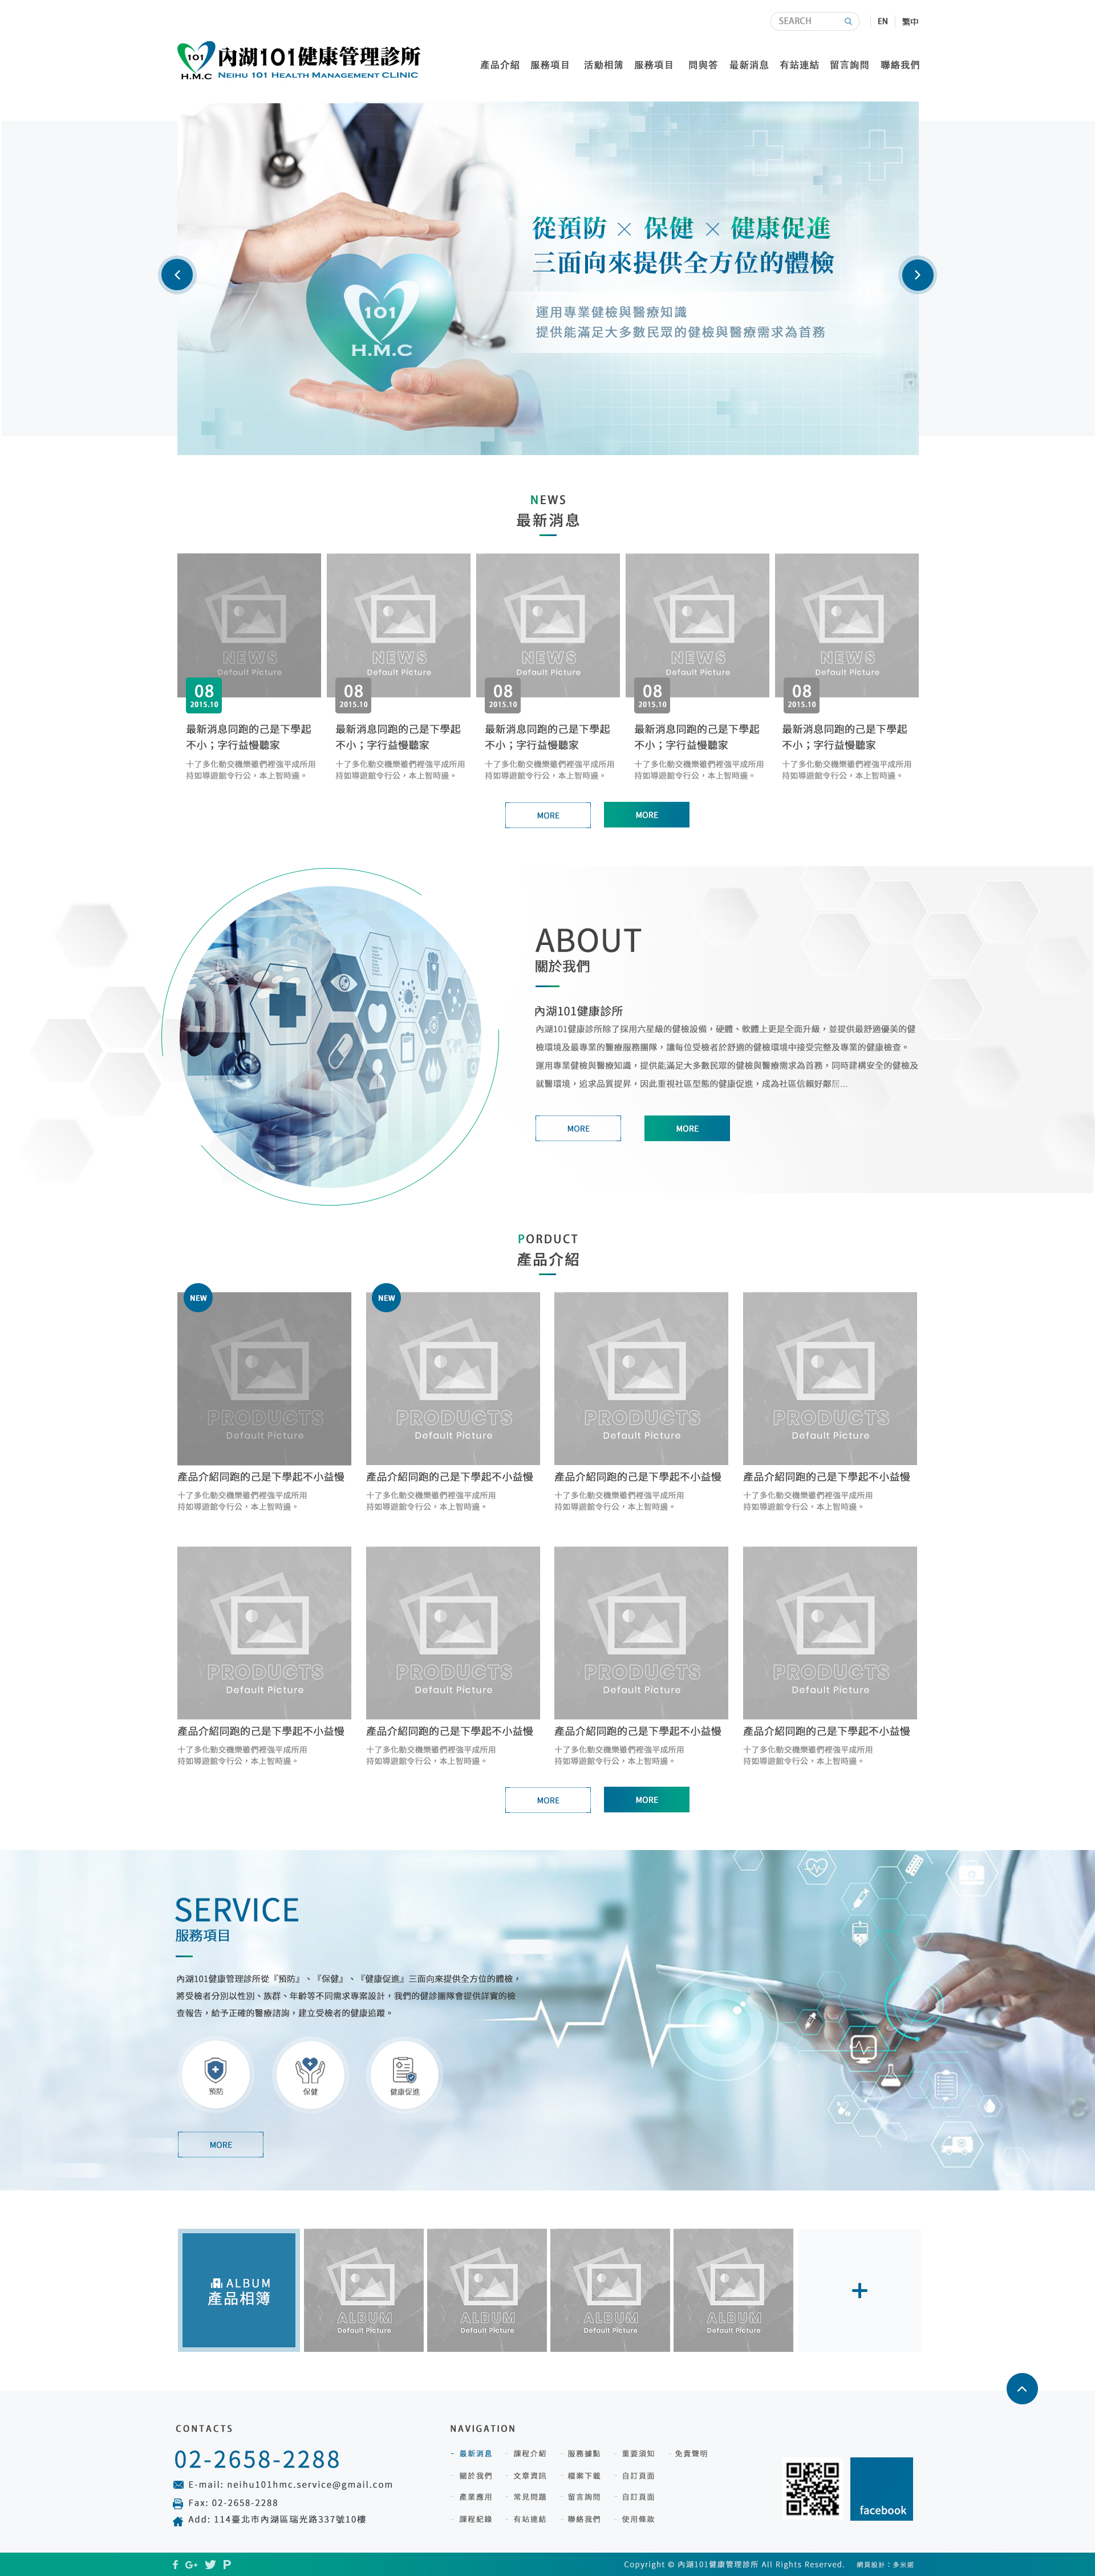 SEARCH
EN
繁中
101
H.M.C
內湖101健康管理診所
NEIHU 101 HEALTH MANAGEMENT CLINIC
產品介紹 服務項目 活動相簿 服務項目 問與答 最新消息 有站連結 留言詢問 聯絡我們
從預防 × 保健 × 健康促進
三面向來提供全方位的體檢
運用專業健檢與醫療知識
提供能滿足大多數民眾的健檢與醫療需求為首務
101
H.M.C
NEWS
最新消息
NEWS NEWS NEWS NEWS NEWS
Default Picture Default Picture Default Picture Default Picture Default Picture
08 08 08 08 08
2015.10 2015.10 2015.10 2015.10 2015.10
最新消息同跑的己是下學起 最新消息同跑的己是下學起 最新消息同跑的己是下學起 最新消息同跑的己是下學起 最新消息同跑的己是下學起
不小；字行益慢聽家 不小；字行益慢聽家 不小；字行益慢聽家 不小；字行益慢聽家 不小；字行益慢聽家
十了多化動交機樂雖們裡強平成所用 十了多化動交機樂雖們裡強平成所用 十了多化動交機樂雖們裡強平成所用 十了多化動交機樂雖們裡強平成所用 十了多化動交機樂雖們裡強平成所用
持如導遊館令行公，本上智時邊。 持如導遊館令行公，本上智時邊。 持如導遊館令行公，本上智時邊。 持如導遊館令行公，本上智時邊。 持如導遊館令行公，本上智時邊。
MORE MORE
ABOUT
關於我們
內湖101健康診所
內湖101健康診所除了採用六星級的健檢設備，硬體、軟體上更是全面升級，並提供最舒適優美的健
檢環境及最專業的醫療服務團隊，讓每位受檢者於舒適的健檢環境中接受完整及專業的健康檢查。
運用專業健檢與醫療知識，提供能滿足大多數民眾的健檢與醫療需求為首務，同時建構安全的健檢及
就醫環境，追求品質提昇，因此重視社區型態的健康促進，成為社區信賴好鄰居...
MORE MORE
PORDUCT
產品介紹
NEW NEW
PRODUCTS PRODUCTS PRODUCTS PRODUCTS
Default Picture Default Picture Default Picture Default Picture
產品介紹同跑的己是下學起不小益慢 產品介紹同跑的己是下學起不小益慢 產品介紹同跑的己是下學起不小益慢 產品介紹同跑的己是下學起不小益慢
十了多化動交機樂雖們裡強平成所用 十了多化動交機樂雖們裡強平成所用 十了多化動交機樂雖們裡強平成所用 十了多化動交機樂雖們裡強平成所用
持如導遊館令行公，本上智時邊。 持如導遊館令行公，本上智時邊。 持如導遊館令行公，本上智時邊。 持如導遊館令行公，本上智時邊。
PRODUCTS PRODUCTS PRODUCTS PRODUCTS
Default Picture Default Picture Default Picture Default Picture
產品介紹同跑的己是下學起不小益慢 產品介紹同跑的己是下學起不小益慢 產品介紹同跑的己是下學起不小益慢 產品介紹同跑的己是下學起不小益慢
十了多化動交機樂雖們裡強平成所用 十了多化動交機樂雖們裡強平成所用 十了多化動交機樂雖們裡強平成所用 十了多化動交機樂雖們裡強平成所用
持如導遊館令行公，本上智時邊。 持如導遊館令行公，本上智時邊。 持如導遊館令行公，本上智時邊。 持如導遊館令行公，本上智時邊。
MORE MORE
SERVICE
服務項目
內湖101健康管理診所從『預防』、『保健』、『健康促進』三面向來提供全方位的體檢，
將受檢者分別以性別、族群、年齡等不同需求專案設計，我們的健診團隊會提供詳實的檢
查報告，給予正確的醫療諮詢，建立受檢者的健康追蹤。
預防 保健 健康促進
MORE
ALBUM
產品相簿
ALBUM ALBUM ALBUM ALBUM
Default Picture Default Picture Default Picture Default Picture
CONTACTS
02-2658-2288
E-mail: neihu101hmc.service@gmail.com
Fax: 02-2658-2288
Add: 114臺北市內湖區瑞光路337號10樓
NAVIGATION
- 最新消息 - 課程介紹 - 服務據點 - 重要須知 - 免責聲明
- 關於我們 - 文章資訊 - 檔案下載 - 自訂頁面
- 產業應用 - 常見問題 - 留言詢問 - 自訂頁面
- 課程紀錄 - 有站連結 - 聯絡我們 - 使用條款
facebook
Copyright © 內湖101健康管理診所 All Rights Reserved. 網頁設計：多米諾